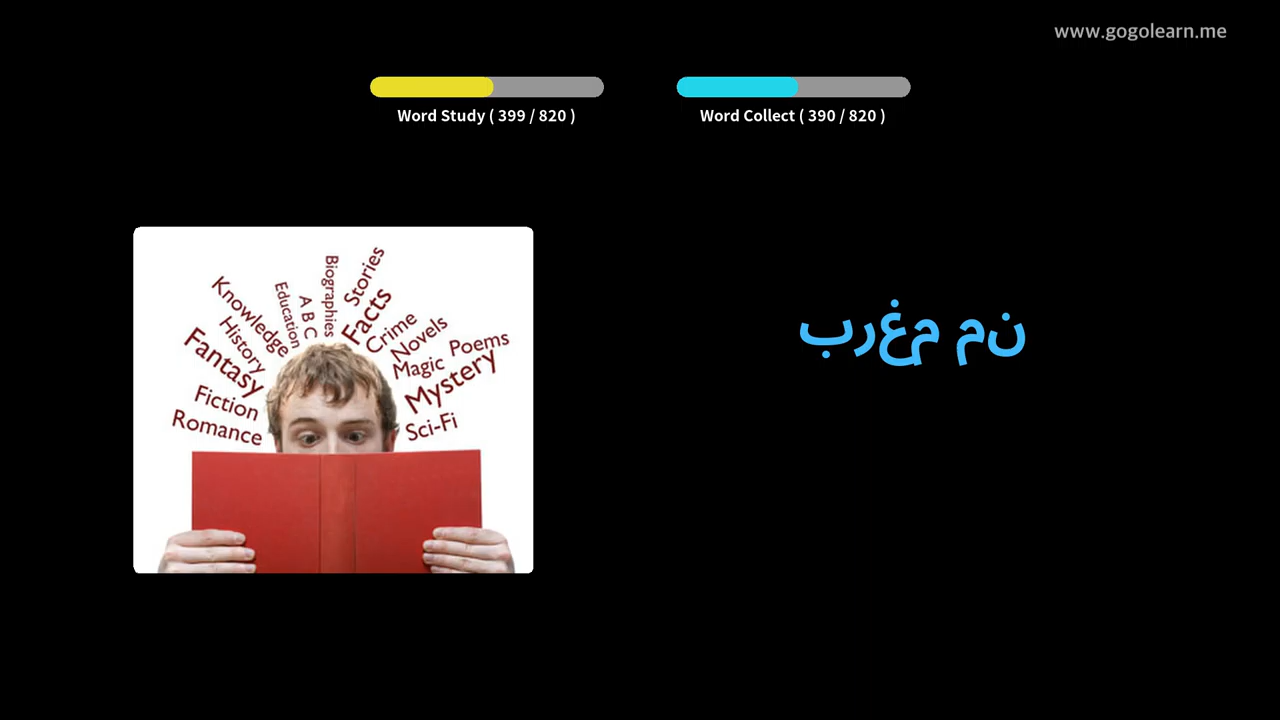 www.gogolearn.me
Word Study ( 399 / 820 )
Word Collect ( 390 / 820 )
Stories
Biographies
Facts
A B C
Education
Knowledge
Crime
Novels
History
Poems
Fantasy
Magic
Mystery
Fiction
Romance
Sci-Fi
برغم من